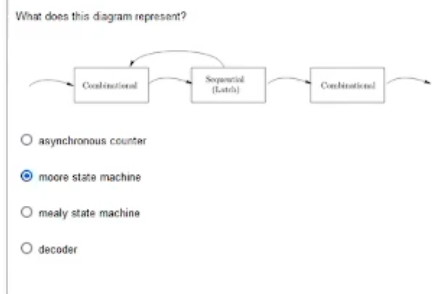 What does this diagram represent?
Combinational Sequential Combinational
(Latch)
asynchronous counter
moore state machine
mealy state machine
decoder